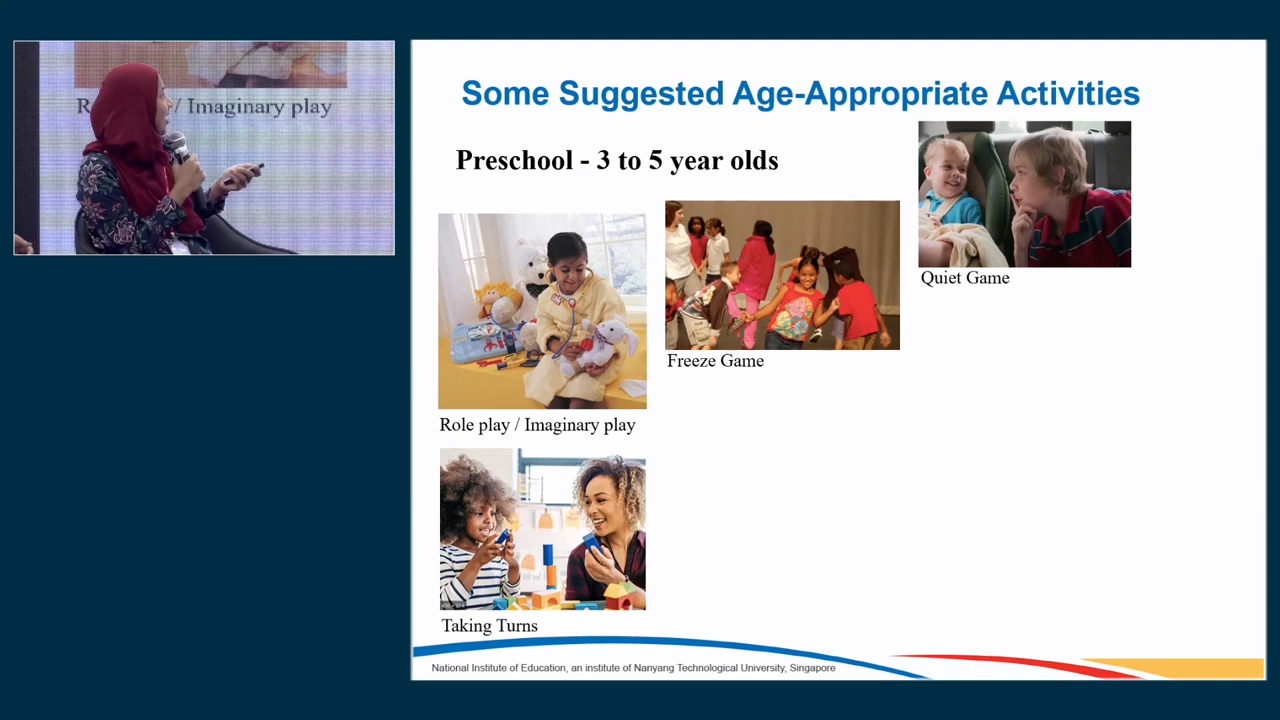 R / Imaginary play
Some Suggested Age-Appropriate Activities
Preschool - 3 to 5 year olds
Quiet Game
Freeze Game
Role play / Imaginary play
Taking Turns
National Institute of Education, an institute of Nanyang Technological University, Singapore